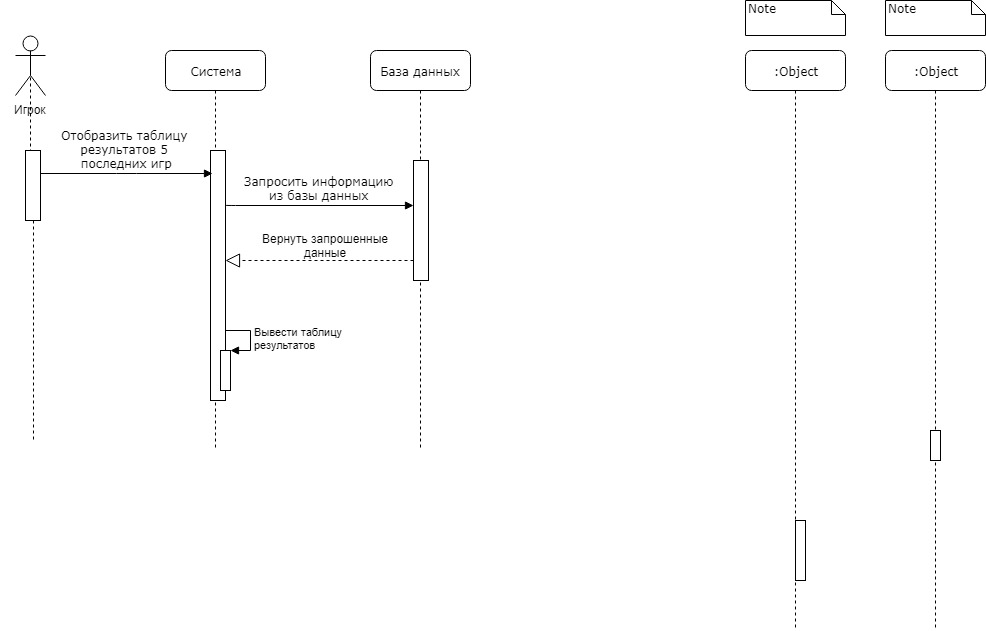 Note
Note
Игрок
Система
База данных
:Object
:Object
Отобразить таблицу
результатов 5
последних игр
Запросить информацию
из базы данных
Вернуть запрошенные
данные
Вывести таблицу
результатов